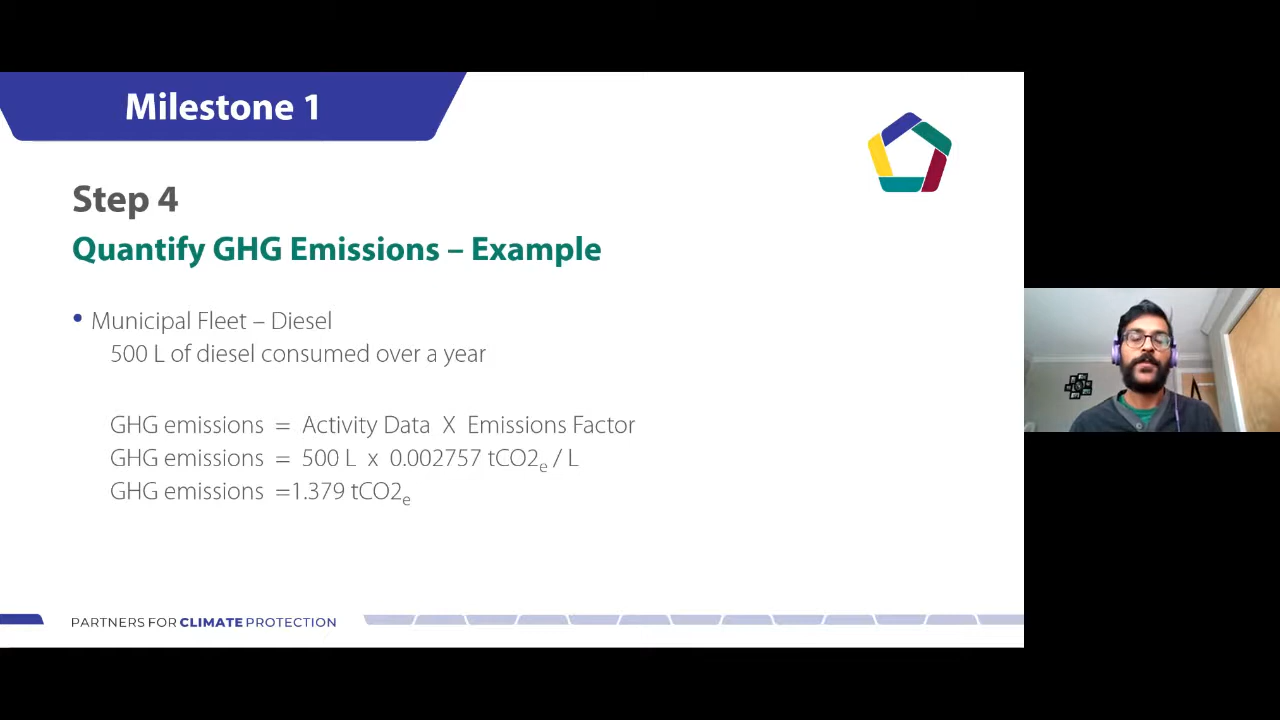 Milestone 1
Step 4
Quantify GHG Emissions – Example
• Municipal Fleet – Diesel
500 L of diesel consumed over a year
GHG emissions = Activity Data X Emissions Factor
GHG emissions = 500 L x 0.002757 tCO2e / L
GHG emissions =1.379 tCO2e
PARTNERS FOR CLIMATE PROTECTION